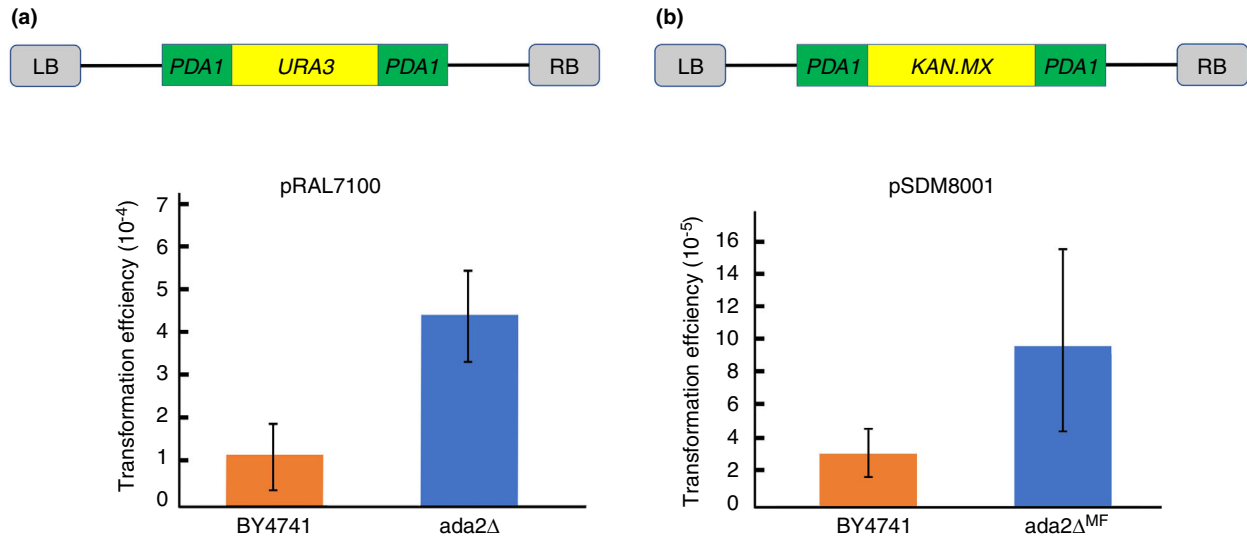 (a)
LB PDA1 URA3 PDA1 RB
pRAL7100
Transformation effciency (10-4)
7
6
5
4
3
2
1
0
BY4741 ada2Δ
(b)
LB PDA1 KAN.MX PDA1 RB
pSDM8001
Transformation effciency (10-5)
16
14
12
10
8
6
4
2
0
BY4741 ada2ΔMF